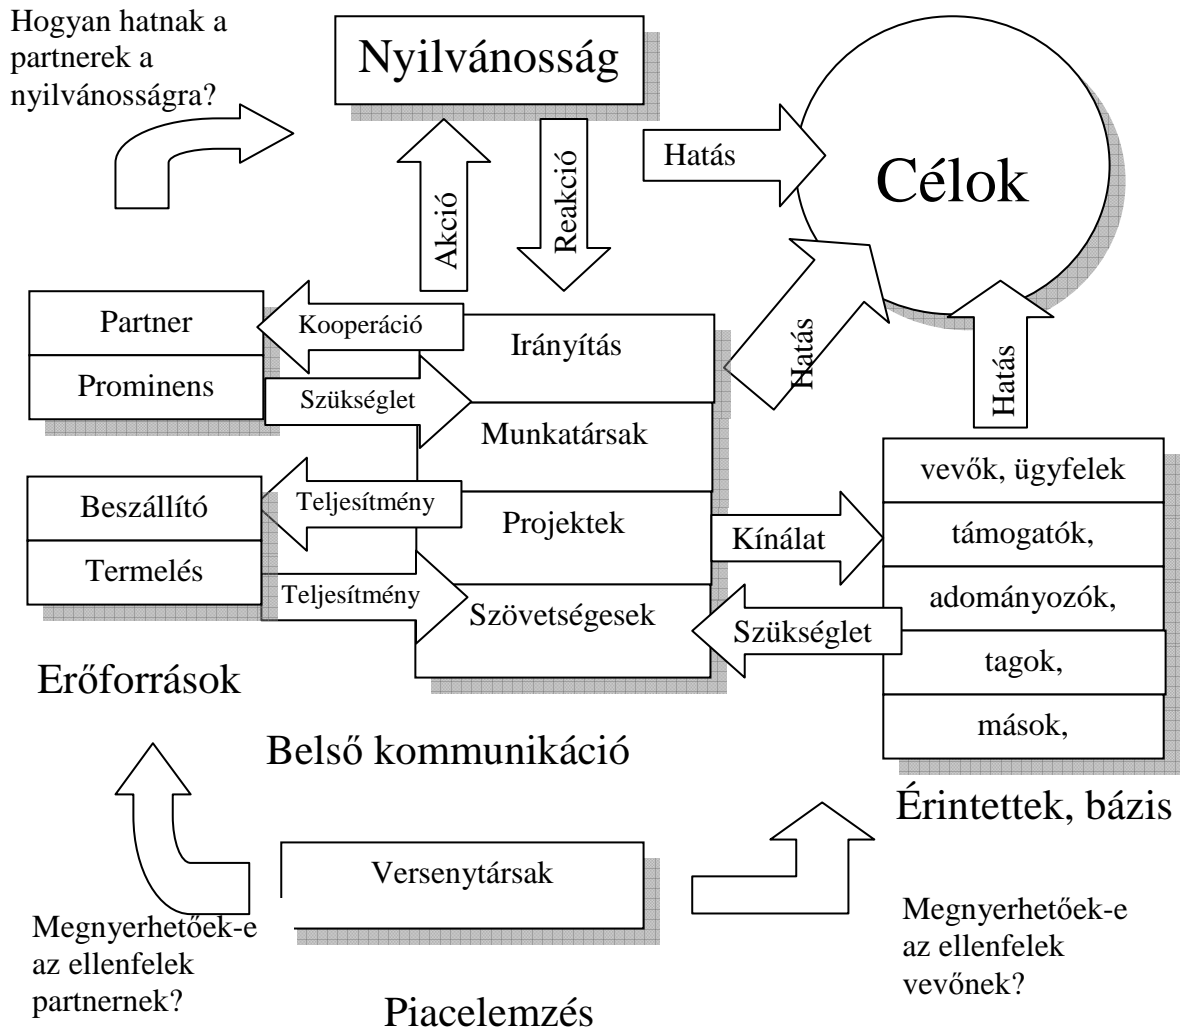 Hogyan hatnak a
partnerek a
nyilvánosságra?
Nyilvánosság
Célok
Hatás
Akció
Reakció
Hatás
Hatás
Partner
Prominens
Kooperáció
Szükséglet
Irányítás
Munkatársak
Projektek
Szövetségesek
Beszállító
Termelés
Teljesítmény
Teljesítmény
Kínálat
Szükséglet
vevők, ügyfelek
támogatók,
adományozók,
tagok,
mások,
Erőforrások
Belső kommunikáció
Érintettek, bázis
Versenytársak
Megnyerhetőek-e
az ellenfelek
partnernek?
Megnyerhetőek-e
az ellenfelek
vevőnek?
Piacelemzés